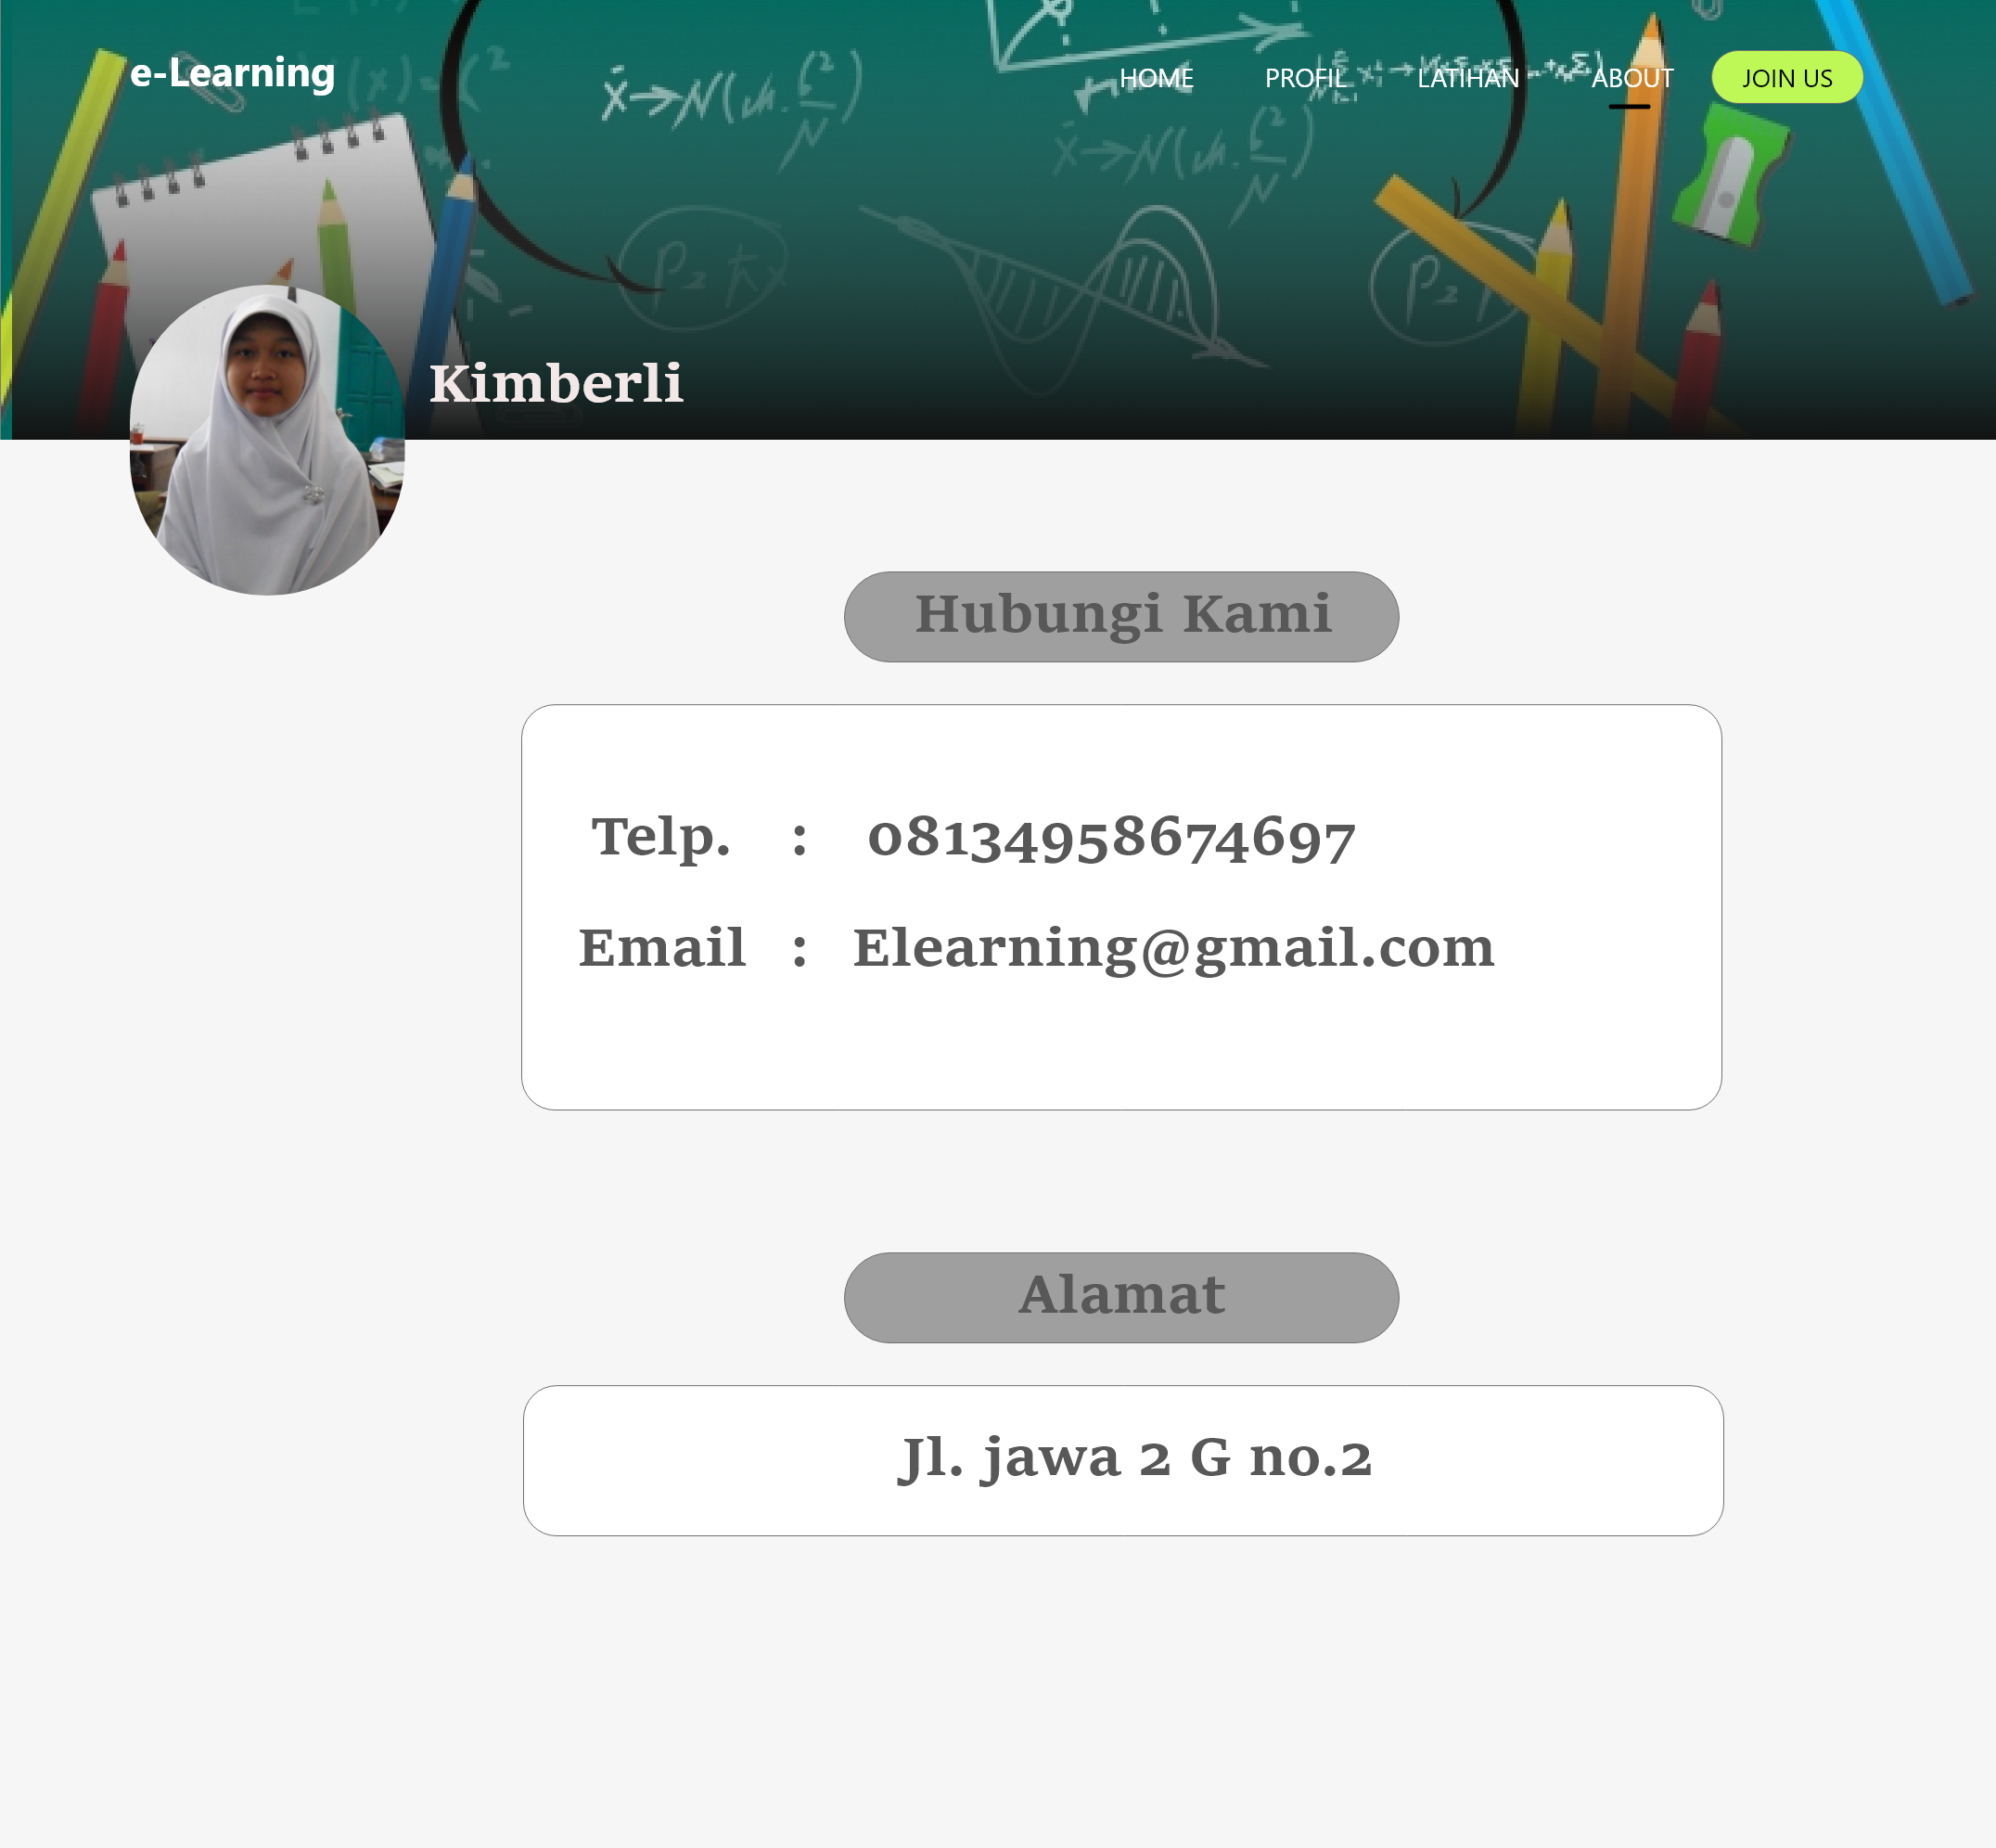 e-Learning
HOME PROFIL LATIHAN ABOUT JOIN US
Kimberli
Hubungi Kami
Telp. : 08134958674697
Email : Elearning@gmail.com
Alamat
Jl. jawa 2 G no.2